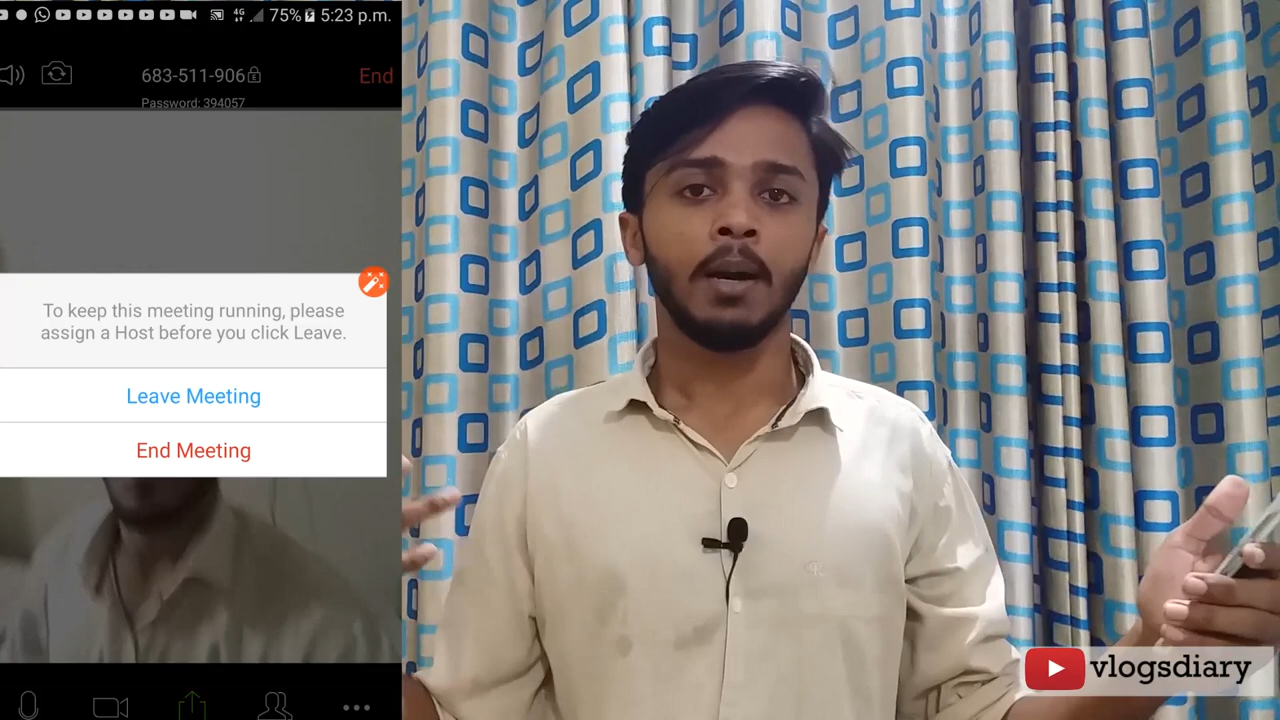 4G 75% 5:23 p.m.
683-511-906
End
Password: 394057
To keep this meeting running, please
assign a Host before you click Leave.
Leave Meeting
End Meeting
vlogsdiary